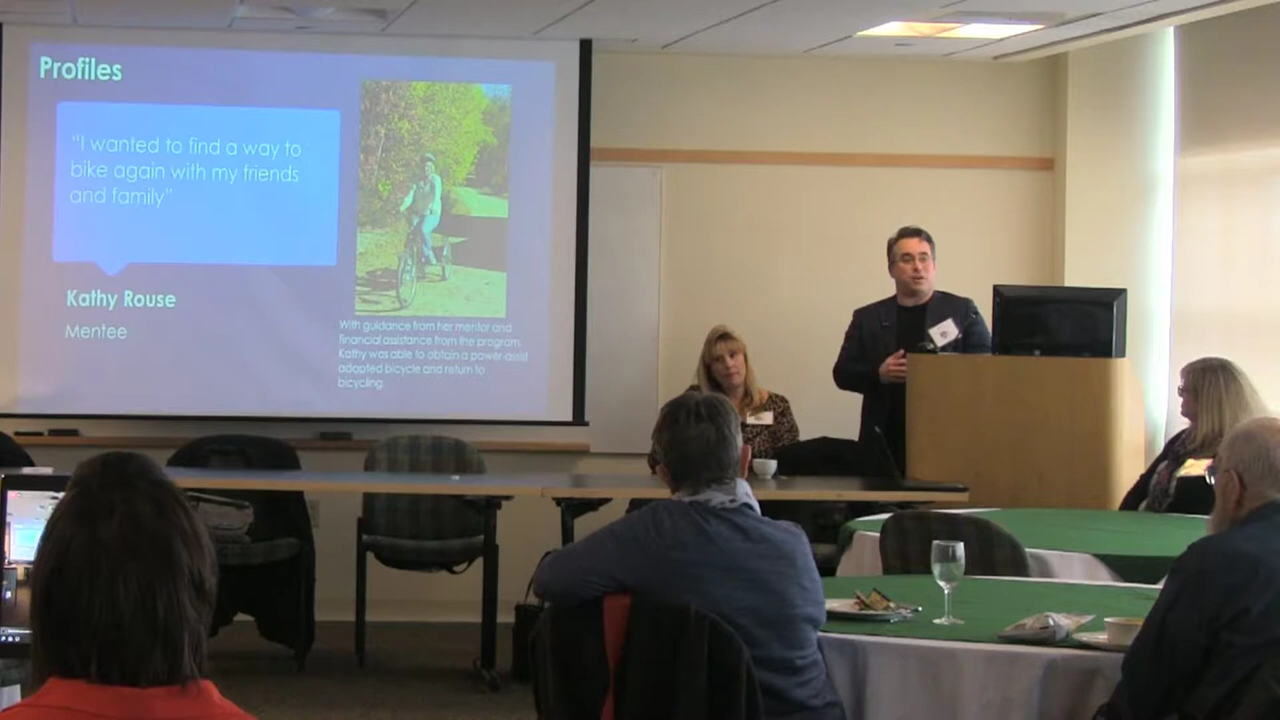 Profiles
“I wanted to find a way to
bike again with my friends
and family”
Kathy Rouse
Mentee
With guidance from her mentor and
financial assistance from the program,
Kathy was able to obtain a power-assist
adapted bicycle and return to
bicycling.